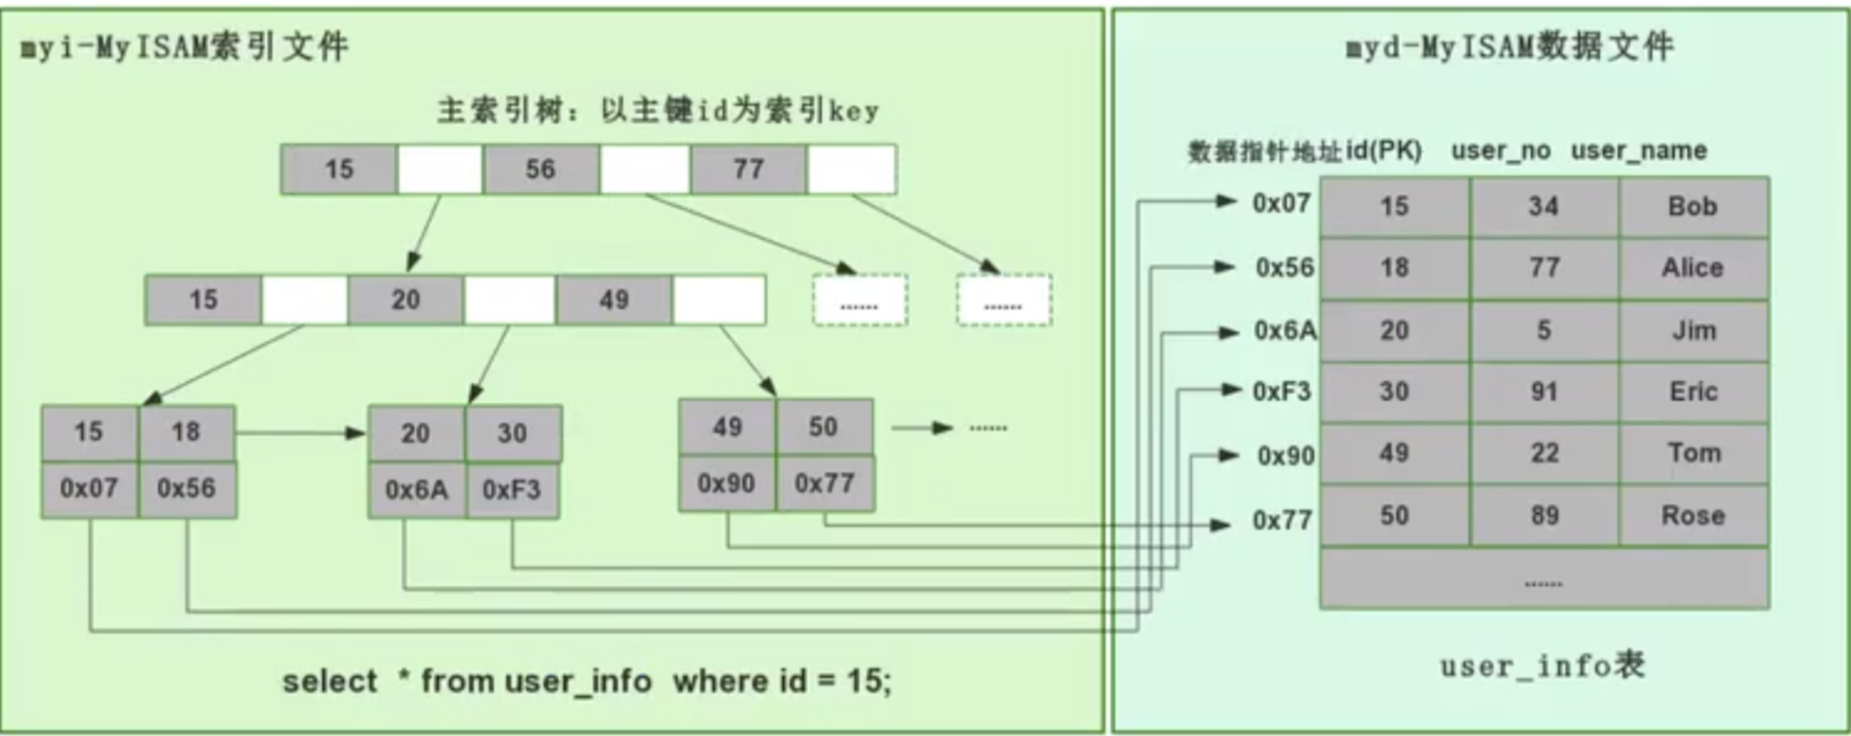 myi-MyISAM索引文件
主索引树：以主键id为索引key
15 56 77
15 20 49
...... ......
15 18
0x07 0x56
20 30
0x6A 0xF3
49 50
0x90 0x77
......
select * from user_info where id = 15;
myd-MyISAM数据文件
数据指针地址 id(PK) user_no user_name
0x07 15 34 Bob
0x56 18 77 Alice
0x6A 20 5 Jim
0xF3 30 91 Eric
0x90 49 22 Tom
0x77 50 89 Rose
......
user_info表